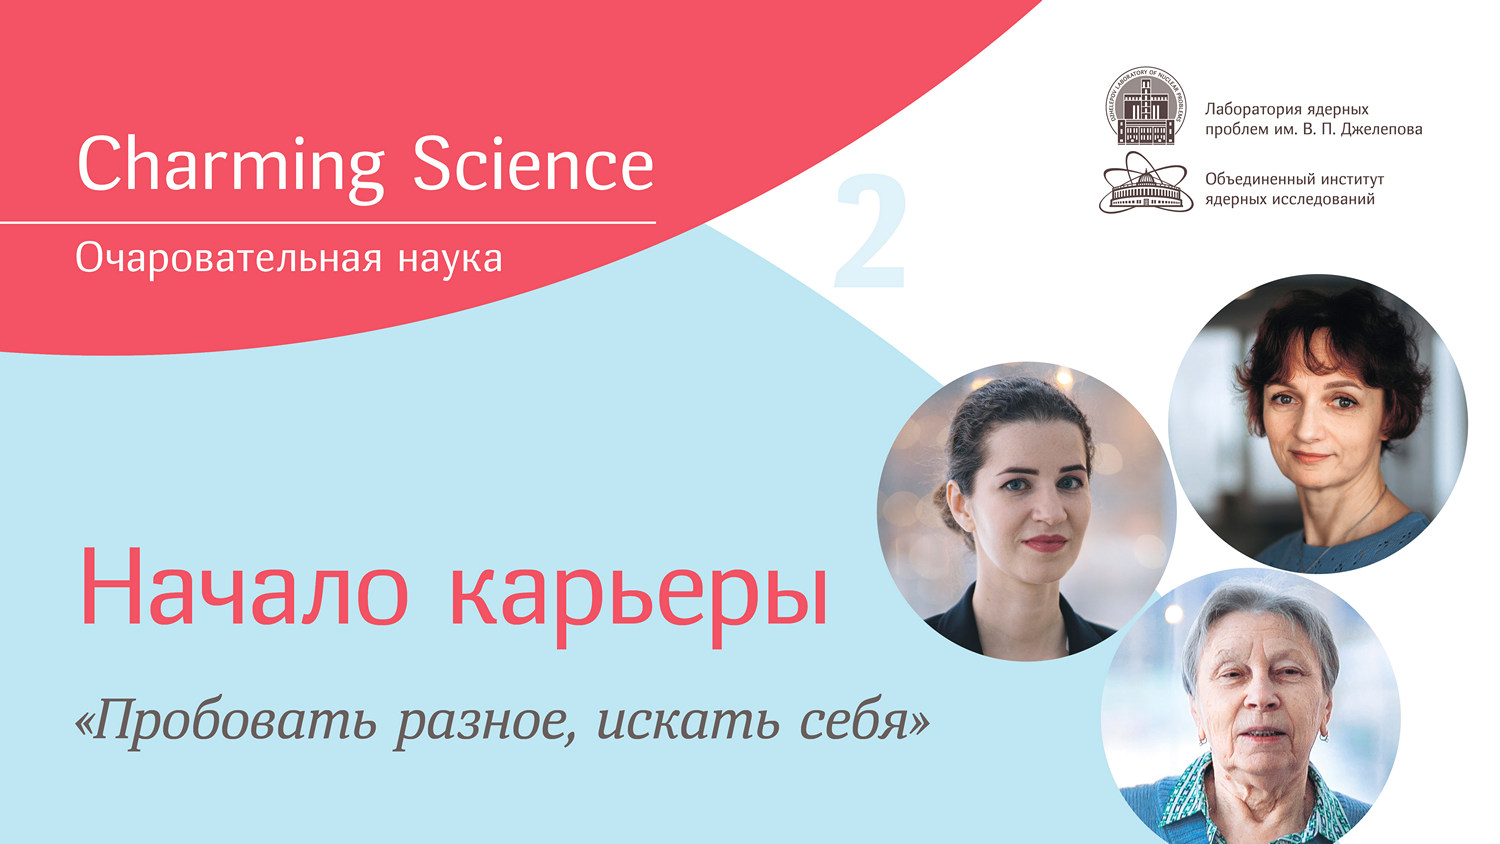 Charming Science
Очаровательная наука
2
DZHELEPOV LABORATORY OF NUCLEAR PROBLEMS
Лаборатория ядерных
проблем им. В. П. Джелепова
Объединенный институт
ядерных исследований
Начало карьеры
«Пробовать разное, искать себя»